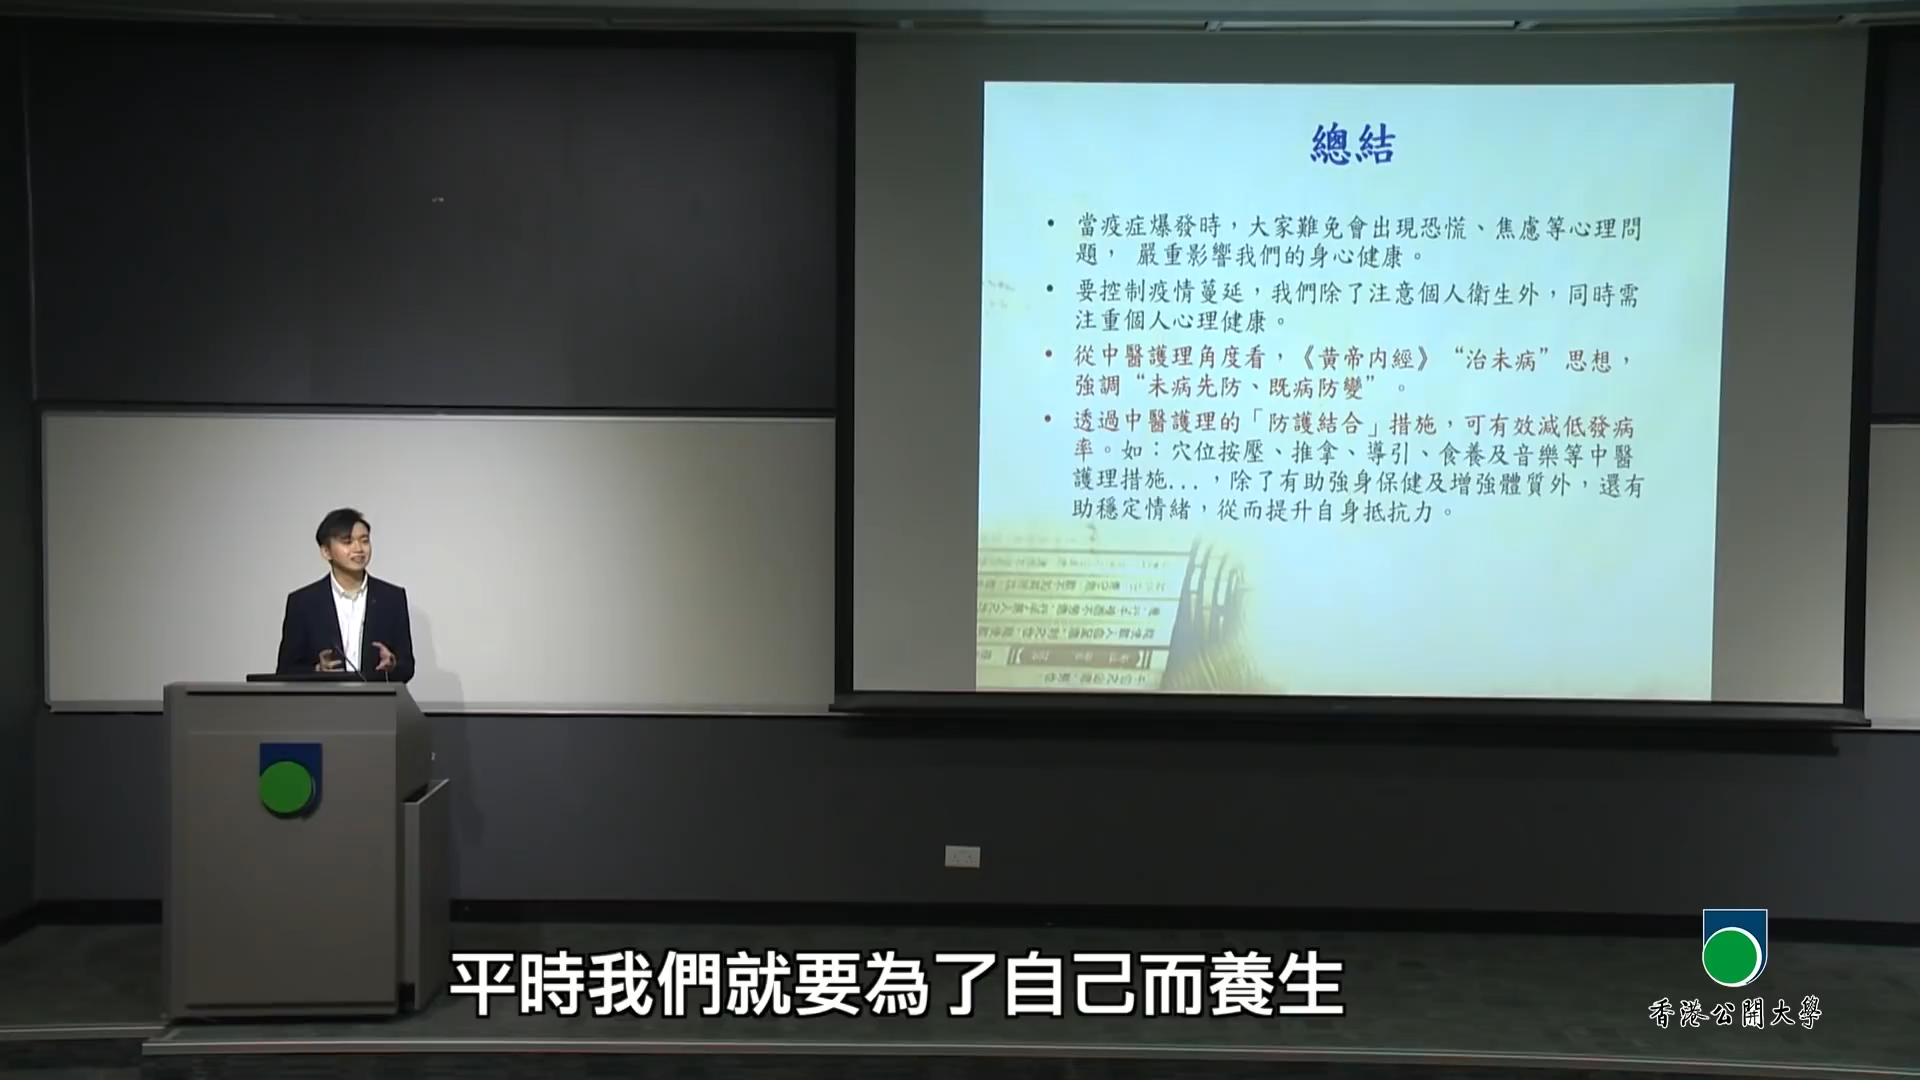 總結
• 當疫症爆發時，大家難免會出現恐慌、焦慮等心理問
題， 嚴重影響我們的身心健康。
• 要控制疫情蔓延，我們除了注意個人衛生外，同時需
注重個人心理健康。
• 從中醫護理角度看，《黃帝內經》“治未病”思想，
強調“未病先防、既病防變”。
• 透過中醫護理的「防護結合」措施，可有效減低發病
率。如：穴位按壓、推拿、導引、食養及音樂等中醫
護理措施...，除了有助強身保健及增強體質外，還有
助穩定情緒，從而提升自身抵抗力。
平時我們就要為了自己而養生
香港公開大學